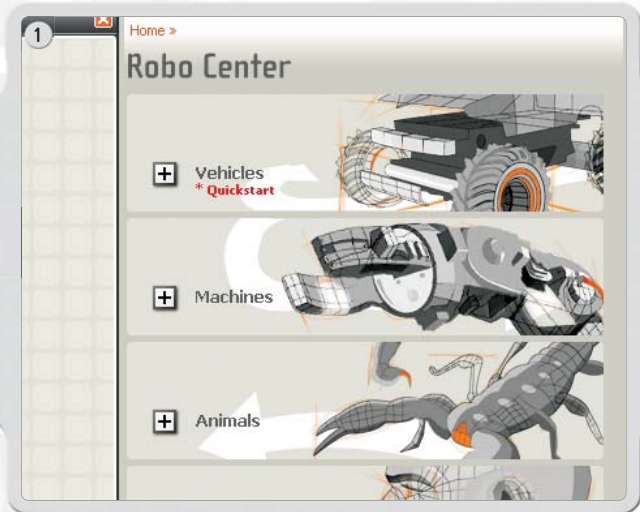 1
Home »
Robo Center
Vehicles
* Quickstart
Machines
Animals